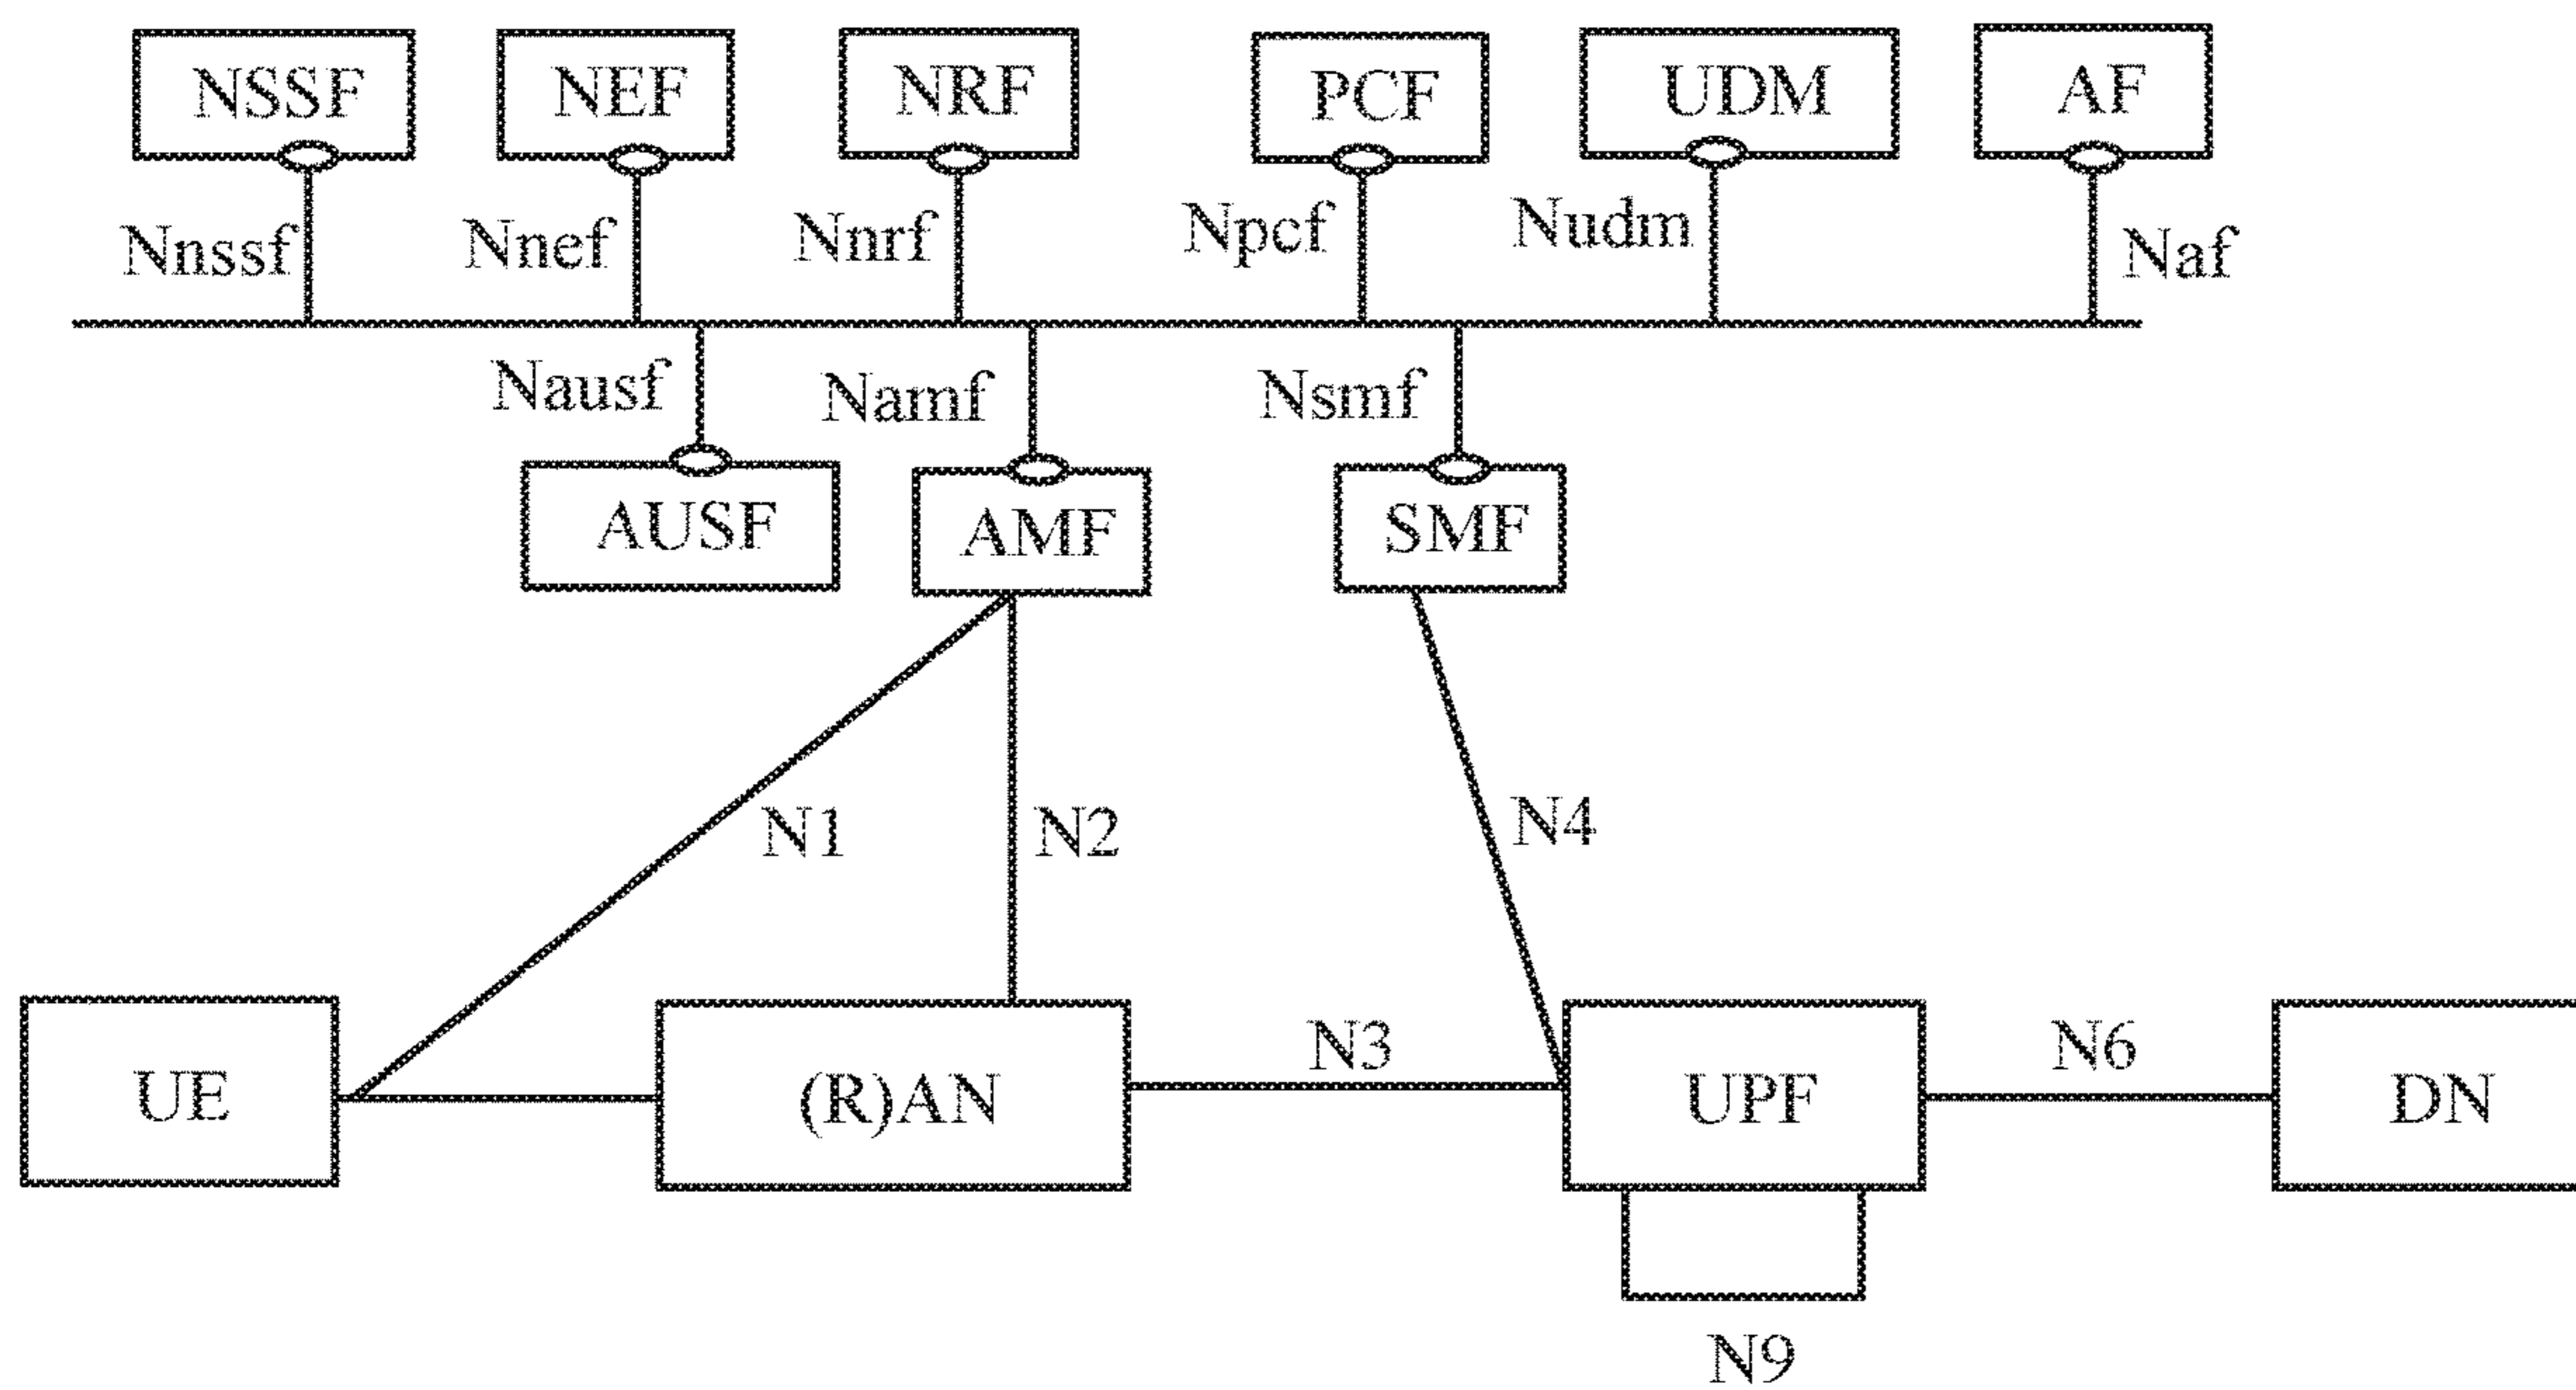 NSSF NEF NRF PCF UDM AF
Nnssf Nnef Nnrf Npcf Nudm Naf
Nausf Namf Nsmf
AUSF AMF SMF
N1 N2 N4
N3 N6
UE (R)AN UPF DN
N9